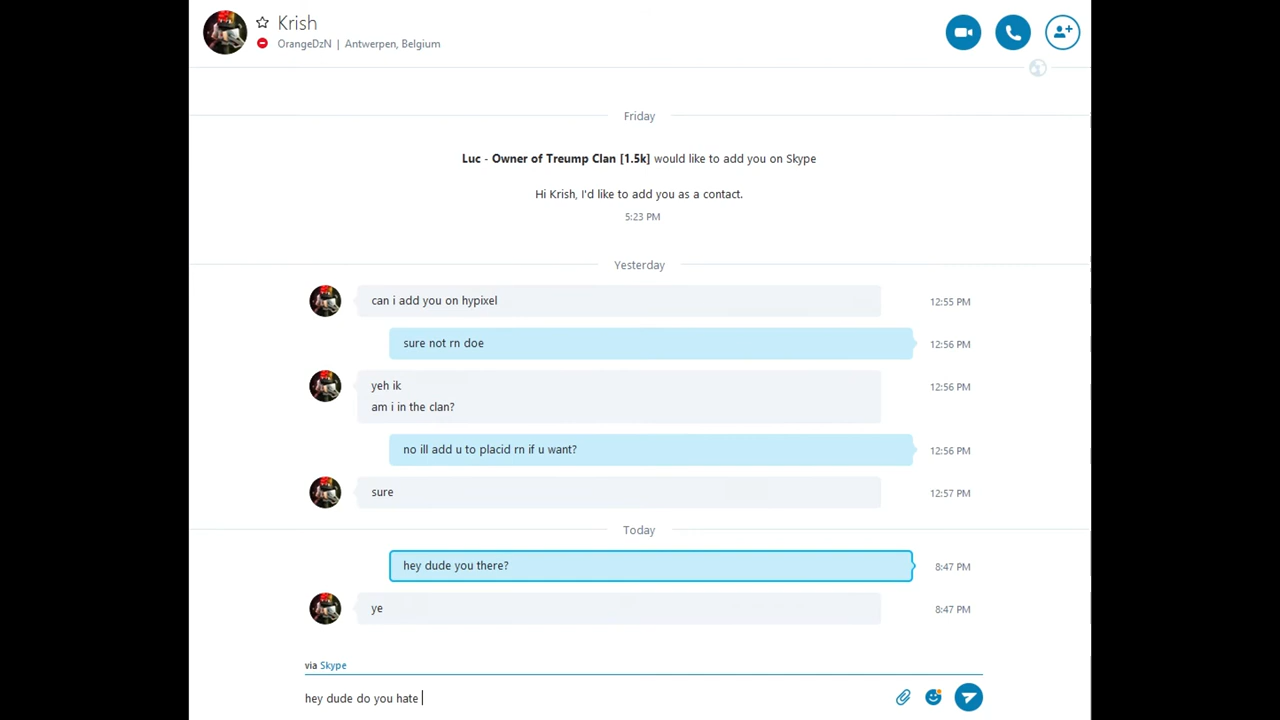 Krish
OrangeDzN | Antwerpen, Belgium
Friday
Luc - Owner of Treump Clan [1.5k] would like to add you on Skype
Hi Krish, I'd like to add you as a contact.
5:23 PM
Yesterday
can i add you on hypixel 12:55 PM
sure not rn doe 12:56 PM
yeh ik 12:56 PM
am i in the clan?
no ill add u to placid rn if u want? 12:56 PM
sure 12:57 PM
Today
hey dude you there? 8:47 PM
ye 8:47 PM
via Skype
hey dude do you hate